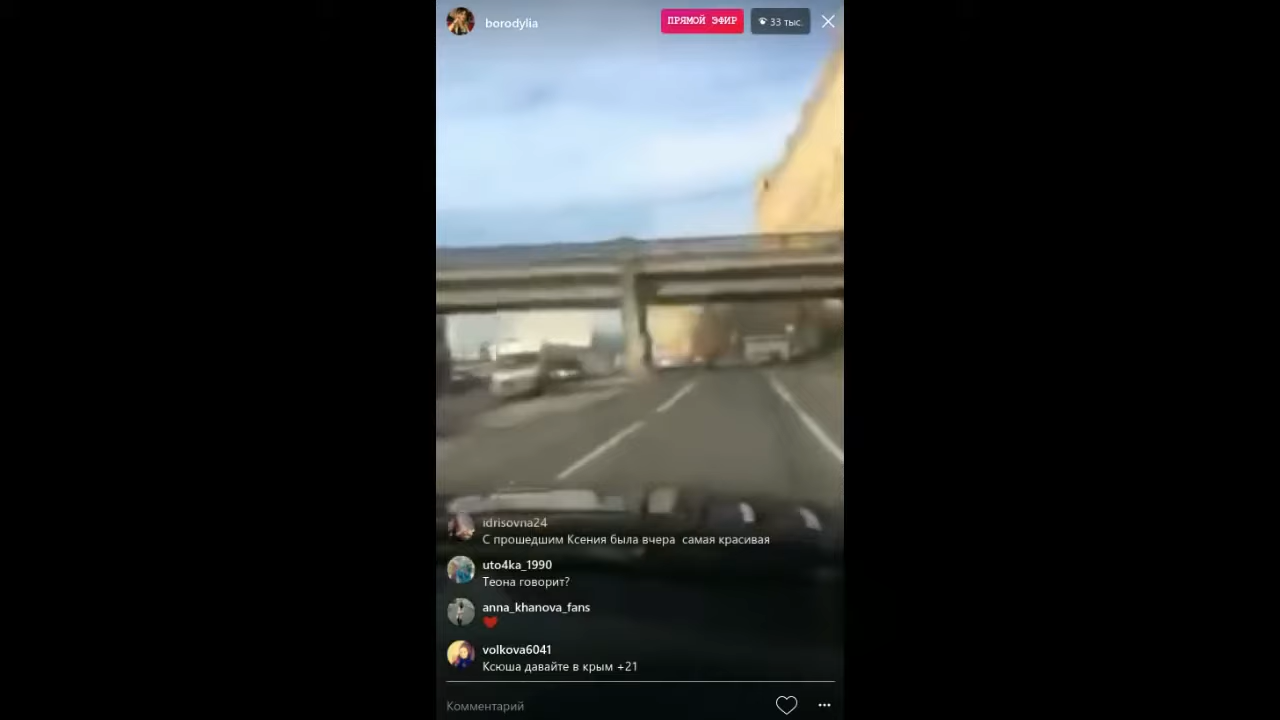 borodylia
ПРЯМОЙ ЭФИР
33 тыс.
idrisovna24
С прошедшим Ксения была вчера самая красивая
uto4ka_1990
Теона говорит?
anna_khanova_fans
volkova6041
Ксюша давайте в крым +21
Комментарий